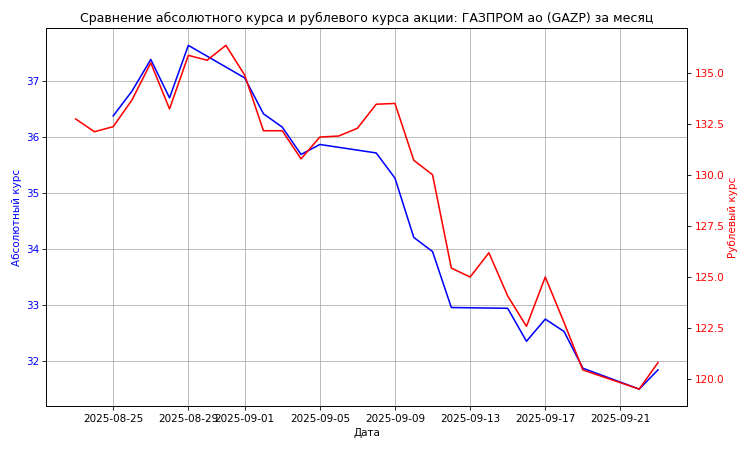 Сравнение абсолютного курса и рублевого курса акции: ГАЗПРОМ ао (GAZP) за месяц
Абсолютный курс
37
36
35
34
33
32
135.0
132.5
130.0
127.5
125.0
122.5
120.0
Рублевый курс
2025-08-25 2025-08-29 2025-09-01 2025-09-05 2025-09-09 2025-09-13 2025-09-17 2025-09-21
Дата